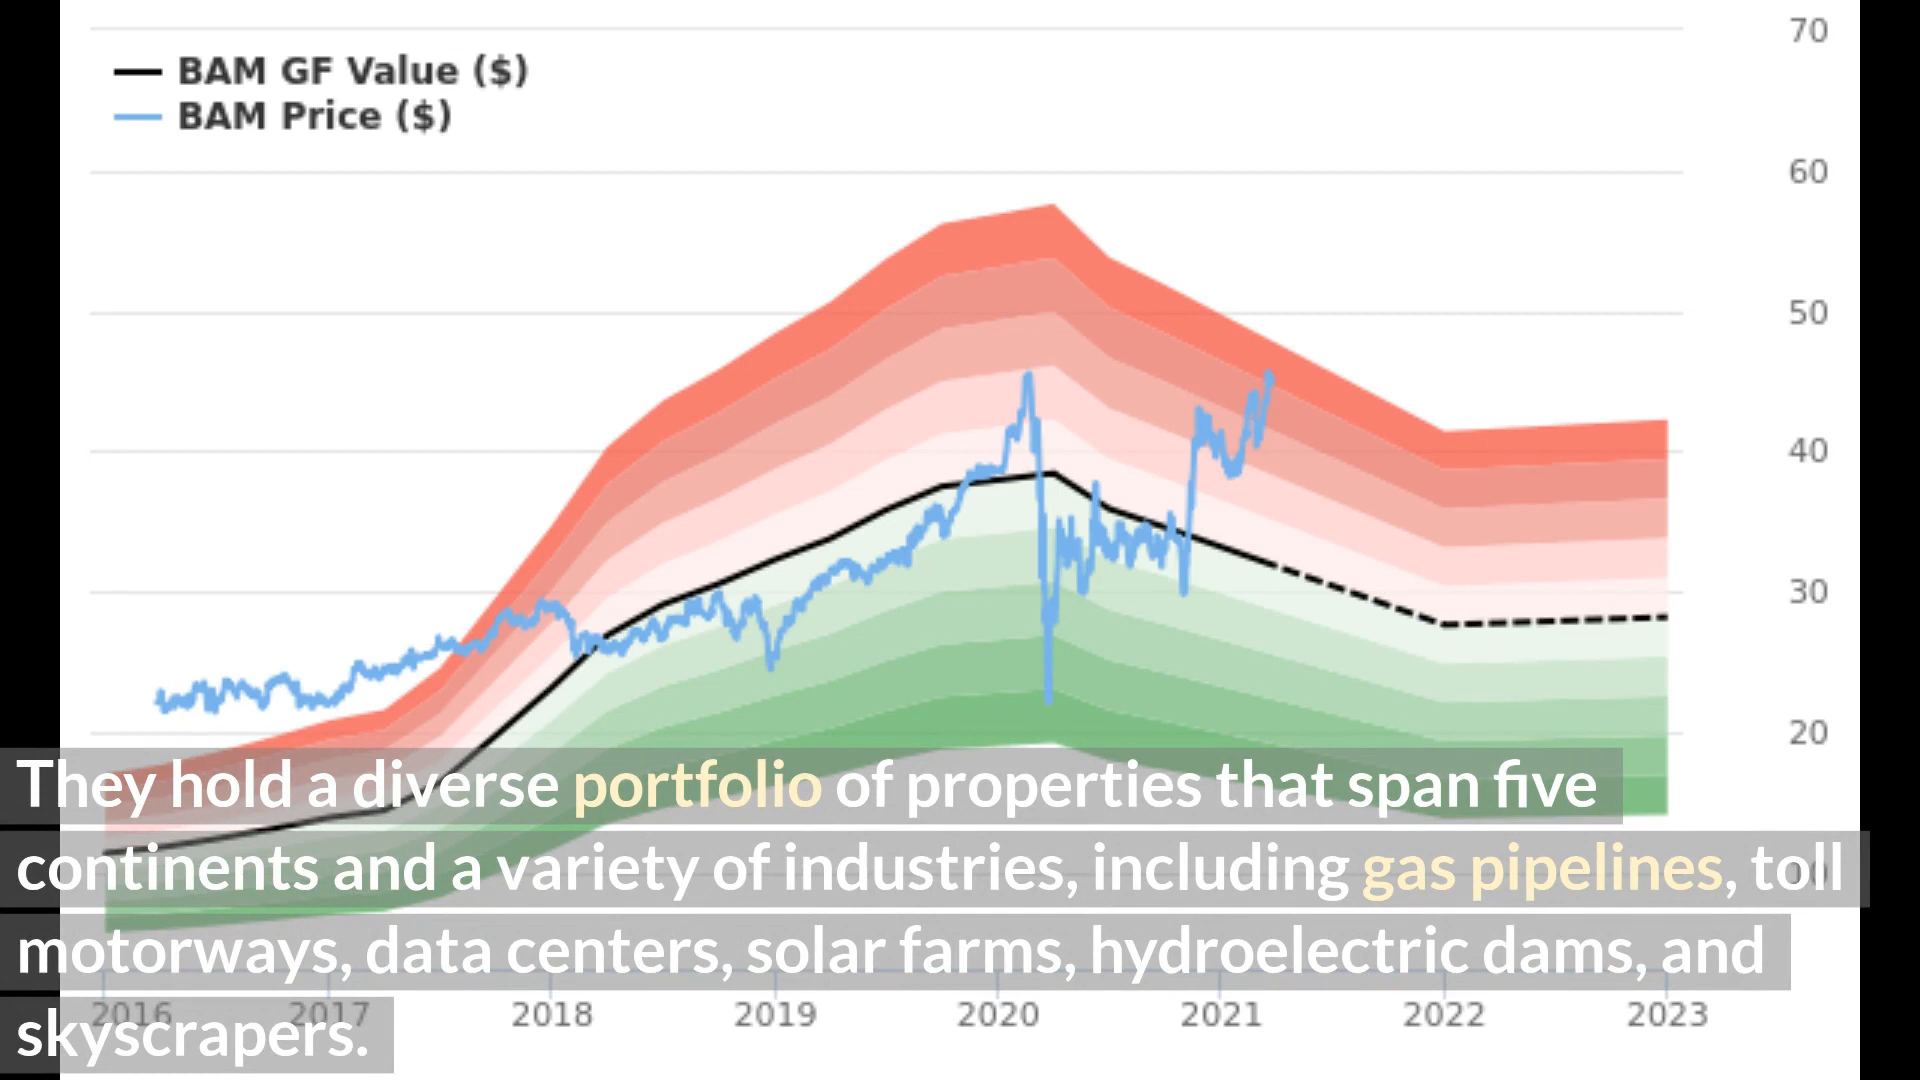 70
BAM GF Value ($)
BAM Price ($)
60
50
40
30
20
They hold a diverse portfolio of properties that span five
continents and a variety of industries, including gas pipelines, toll
10
motorways, data centers, solar farms, hydroelectric dams, and
2016 2017 2018 2019 2020 2021 2022 2023
skyscrapers.